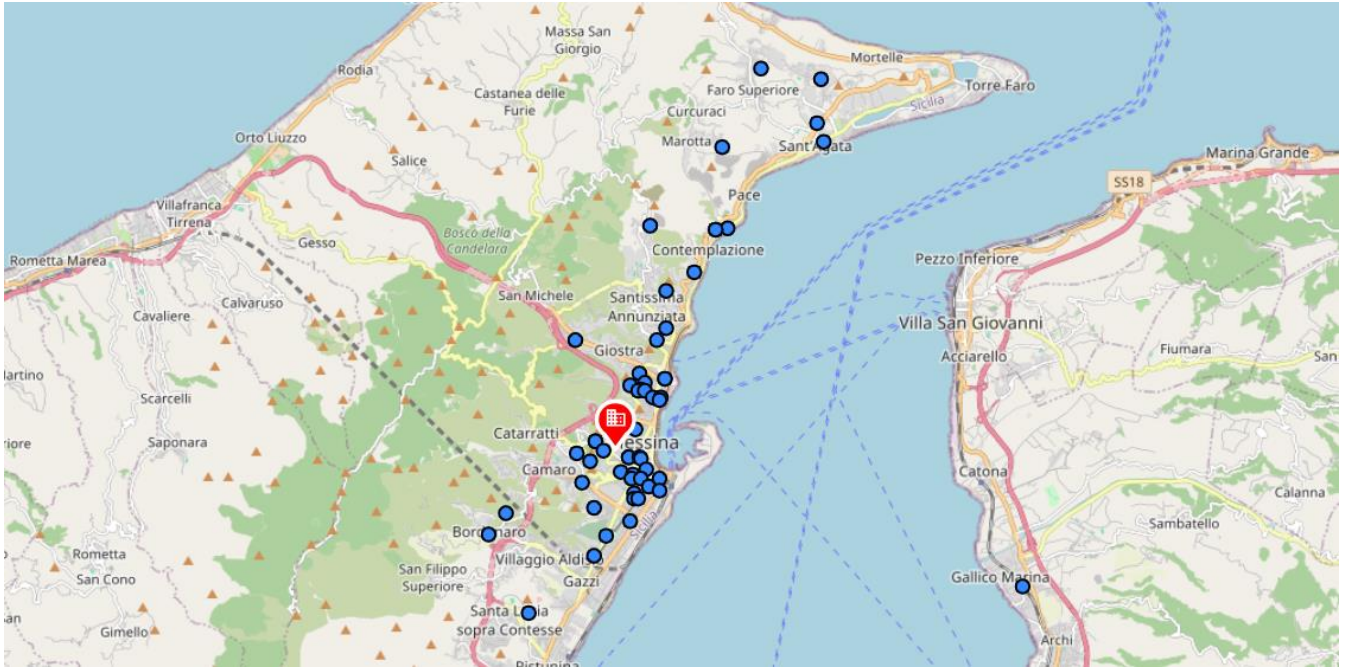 Massa San
Giorgio
Mortelle
Rodia
Faro Superiore
Torre Faro
Castanea delle
Furie
Sicilia
Curcuraci
Orto Liuzzo
Marotta
Sant'Agata
Salice
Marina Grande
SS18
Pace
Villafranca
Tirrena
Bosco della
Candelara
Gesso
Contemplazione
Rometta Marea
Pezzo Inferiore
San Michele
Santissima
Annunziata
Calvaruso
Cavaliere
Villa San Giovanni
Giostra
Fiumara
San
Acciarello
Scarcelli
Catarratti
Saponara
Camaro
Catona
Calanna
Sicilia
Sambatello
Rometta
San Cono
Villaggio
San Filippo
Superiore
Gazzi
Gallico Marina
Santa
sopra Contesse
Gimello
Archi